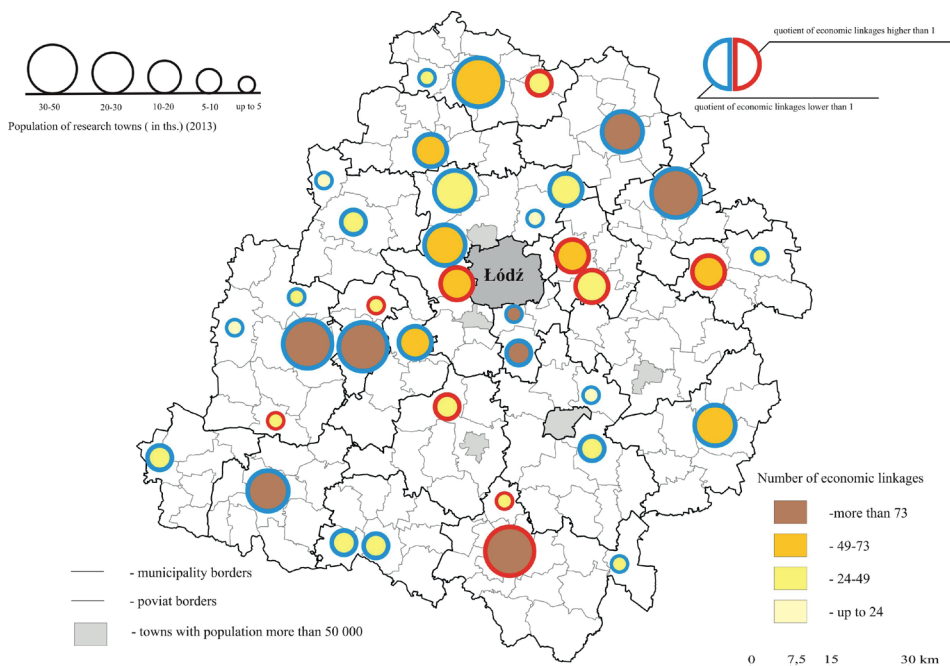 quotient of economic linkages higher than 1
quotient of economic linkages lower than 1
30-50 20-30 10-20 5-10 up to 5
Population of research towns ( in ths.) (2013)
Łódź
Number of economic linkages
-more than 73
- 49-73
- 24-49
- up to 24
- municipality borders
- poviat borders
- towns with population more than 50 000
0 7,5 15 30 km